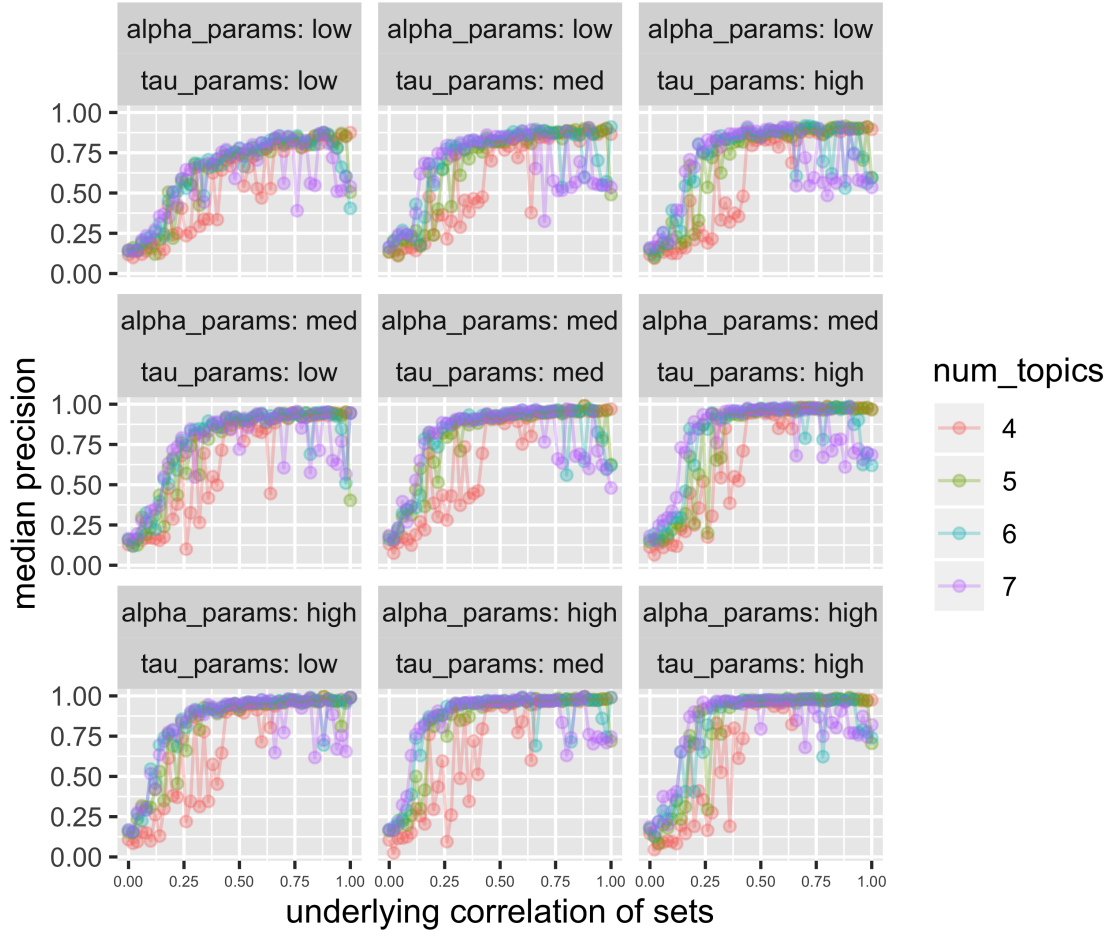 alpha_params: low
tau_params: low
alpha_params: low
tau_params: med
alpha_params: low
tau_params: high
1.00
0.75
0.50
0.25
0.00
alpha_params: med
tau_params: low
alpha_params: med
tau_params: med
alpha_params: med
tau_params: high
1.00
0.75
0.50
0.25
0.00
alpha_params: high
tau_params: low
alpha_params: high
tau_params: med
alpha_params: high
tau_params: high
1.00
0.75
0.50
0.25
0.00
0.00 0.25 0.50 0.75 1.00
0.00 0.25 0.50 0.75 1.00
0.00 0.25 0.50 0.75 1.00
underlying correlation of sets
median precision
num_topics
4
5
6
7